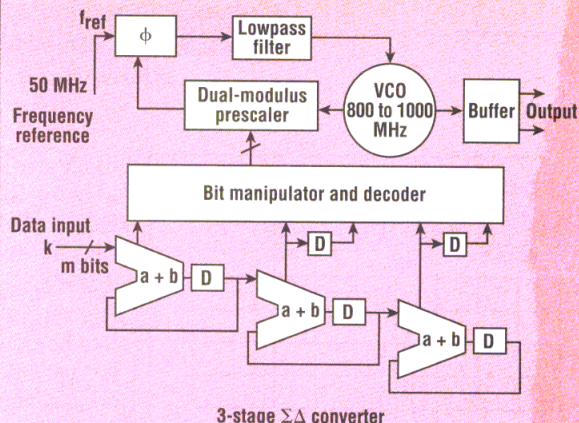 fref
ϕ
Lowpass
filter
50 MHz
Frequency
reference
Dual-modulus
prescaler
VCO
800 to 1000
MHz
Buffer
Output
Bit manipulator and decoder
Data input
k
m bits
D
D
a + b
D
a + b
D
a + b
D
3-stage ΣΔ converter